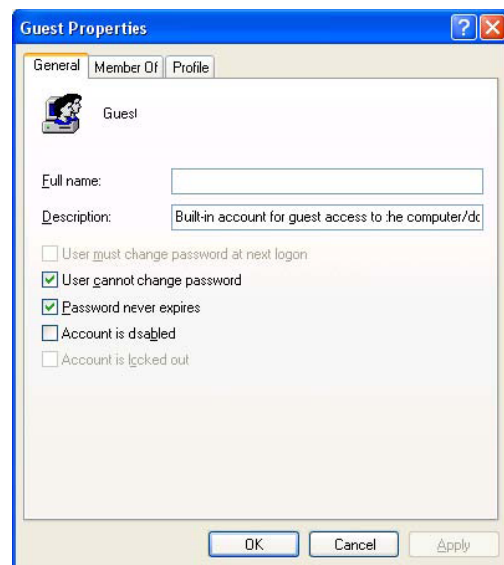 Guest Properties
General Member Of Profile
Guest
Full name:
Description: Built-in account for guest access to the computer/dc
User must change password at next logon
User cannot change password
Password never expires
Account is disabled
Account is locked out
OK Cancel Apply